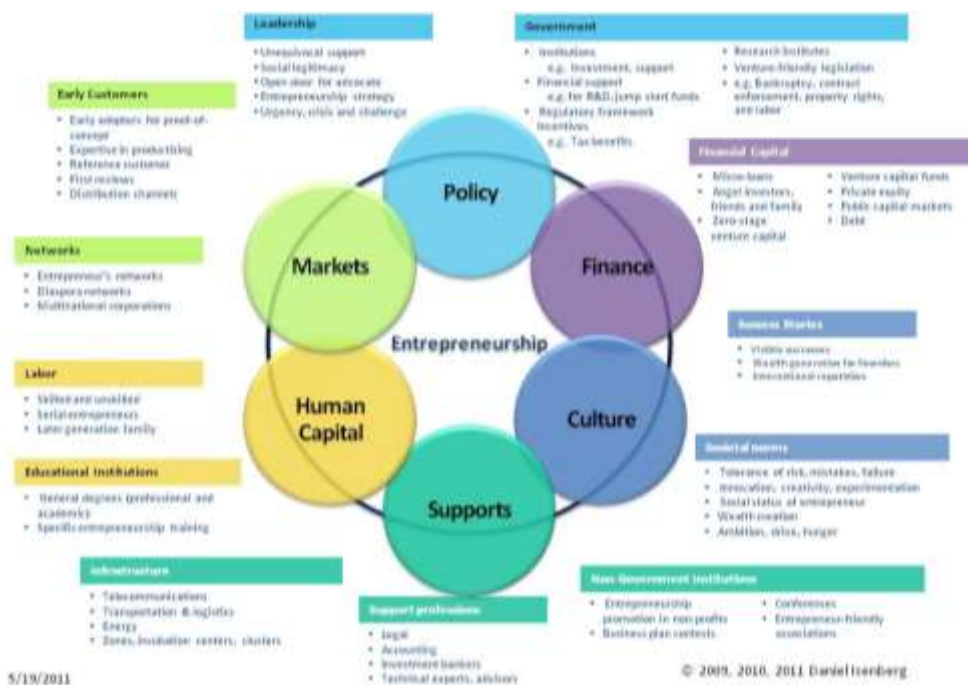 Leadership
• Unequivocal support
• Social legitimacy
• Open door for advocate
• Entrepreneurship strategy
• Urgency, crisis and challenge
Government
• Institutions
e.g. Investment, support
• Financial support
e.g. for R&D, jump start funds
• Regulatory framework
Incentives
e.g. Tax benefits
• Research institutes
• Venture-friendly legislation
• e.g. Bankruptcy, contract
enforcement, property rights,
and labor
Early Customers
• Early adopters for proof-of-
concept
• Expertise in productizing
• Reference customer
• First reviews
• Distribution channels
Financial Capital
• Micro-loans
• Angel investors,
friends and family
• Zero-stage
venture capital
• Venture capital funds
• Private equity
• Public capital markets
• Debt
Networks
• Entrepreneur's networks
• Diaspora networks
• Multinational corporations
Policy
Markets
Finance
Entrepreneurship
Human
Capital
Culture
Supports
Success Stories
• Visible successes
• Wealth generation for founders
• International reputation
Labor
• Skilled and unskilled
• Serial entrepreneurs
• Later generation family
Societal norms
• Tolerance of risk, mistakes, failure
• Innovation, creativity, experimentation
• Social status of entrepreneur
• Wealth creation
• Ambition, drive, hunger
Educational Institutions
• General degrees (professional and
academic)
• Specific entrepreneurship training
Infrastructure
• Telecommunications
• Transportation & logistics
• Energy
• Zones, incubation centers, clusters
Support professions
• Legal
• Accounting
• Investment bankers
• Technical experts, advisors
Non-Government Institutions
• Entrepreneurship
promotion in non profits
• Business plan contests
• Conferences
• Entrepreneur-friendly
associations
5/19/2011
© 2009, 2010, 2011 Daniel Isenberg